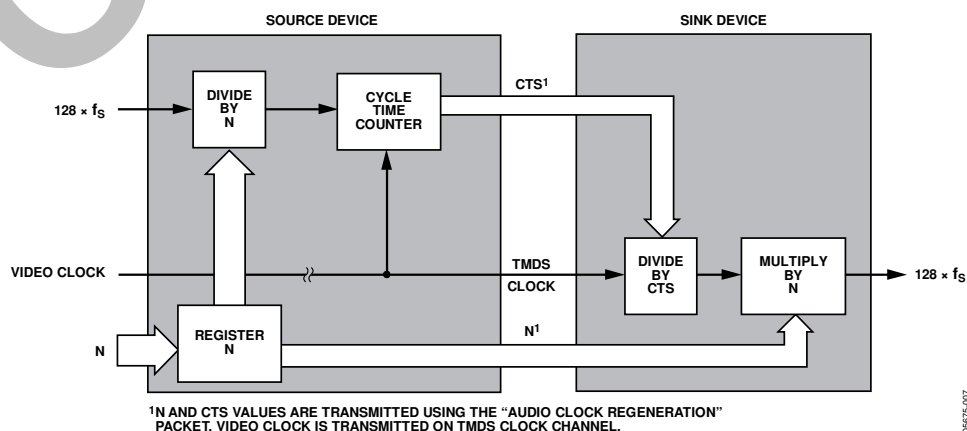 SOURCE DEVICE
SINK DEVICE
128 × fS
DIVIDE
BY
N
CYCLE
TIME
COUNTER
CTS1
VIDEO CLOCK
TMDS
CLOCK
DIVIDE
BY
CTS
MULTIPLY
BY
N
128 × fS
N
REGISTER
N
N1
1N AND CTS VALUES ARE TRANSMITTED USING THE “AUDIO CLOCK REGENERATION”
PACKET. VIDEO CLOCK IS TRANSMITTED ON TMDS CLOCK CHANNEL.
05675-007